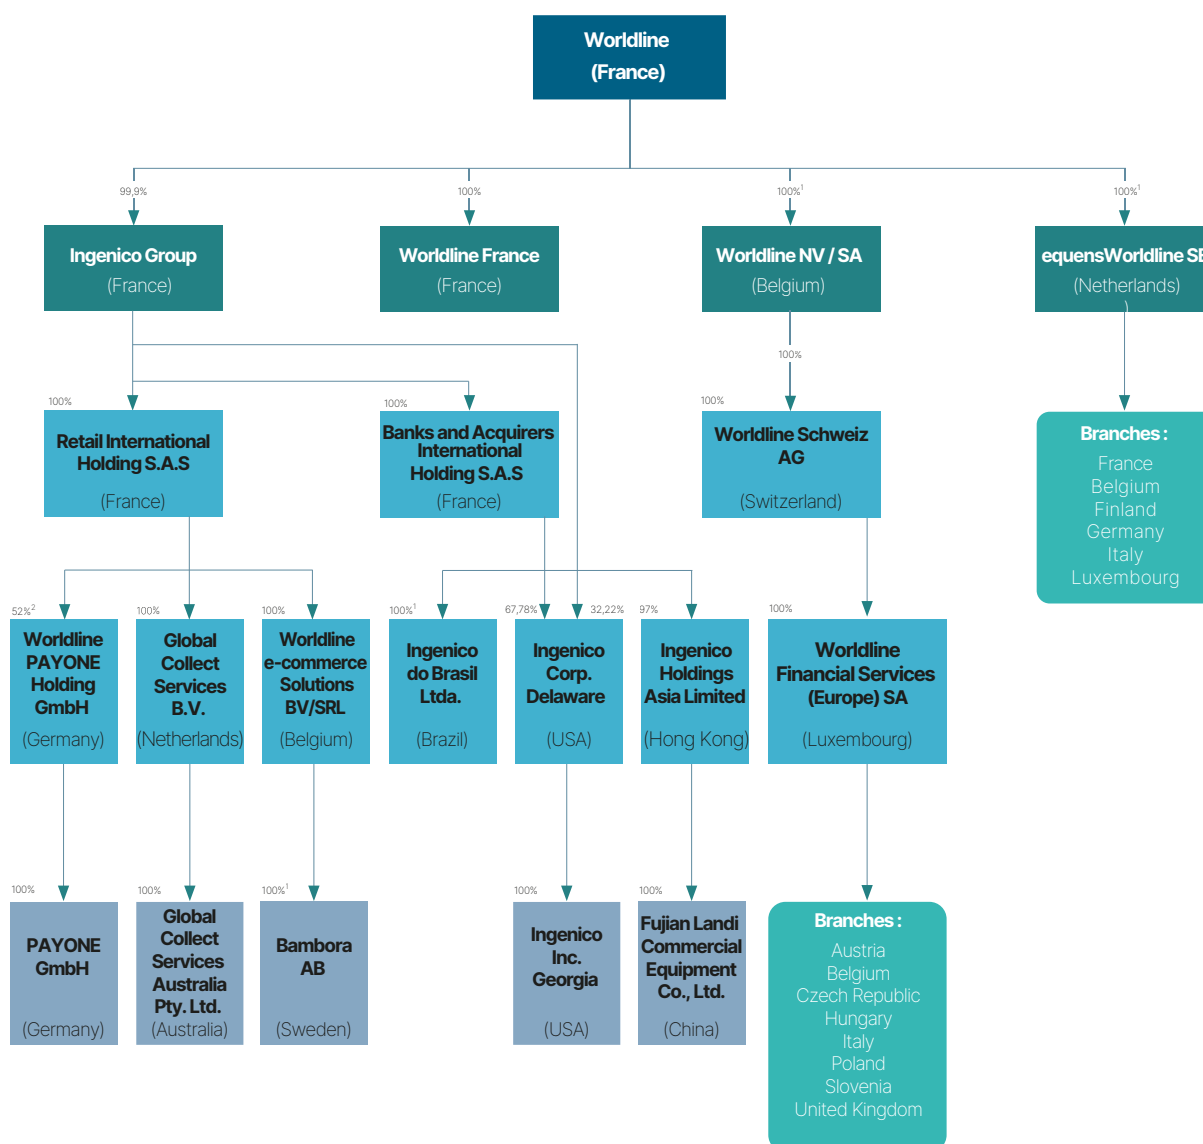 Worldline
(France)
99,9%
100%
100%1
100%1
Ingenico Group
(France)
Worldline France
(France)
Worldline NV / SA
(Belgium)
equensWorldline SE
(Netherlands)
)
100%
100%
100%
100%
Retail International
Holding S.A.S
(France)
Banks and Acquirers
International
Holding S.A.S
(France)
Worldline Schweiz
AG
(Switzerland)
Branches :
France
Belgium
Finland
Germany
Italy
Luxembourg
52%2
100%
100%
100%1
67,78%
32,22%
97%
100%
Worldline
PAYONE
Holding
GmbH
(Germany)
Global
Collect
Services
B.V.
(Netherlands)
Worldline
e-commerce
Solutions
BV/SRL
(Belgium)
Ingenico
do Brasil
Ltda.
(Brazil)
Ingenico
Corp.
Delaware
(USA)
Ingenico
Holdings
Asia Limited
(Hong Kong)
Worldline
Financial Services
(Europe) SA
(Luxembourg)
100%
100%
100%1
100%
100%
PAYONE
GmbH
(Germany)
Global
Collect
Services
Australia
Pty. Ltd.
(Australia)
Bambora
AB
(Sweden)
Ingenico
Inc.
Georgia
(USA)
Fujian Landi
Commercial
Equipment
Co., Ltd.
(China)
Branches :
Austria
Belgium
Czech Republic
Hungary
Italy
Poland
Slovenia
United Kingdom